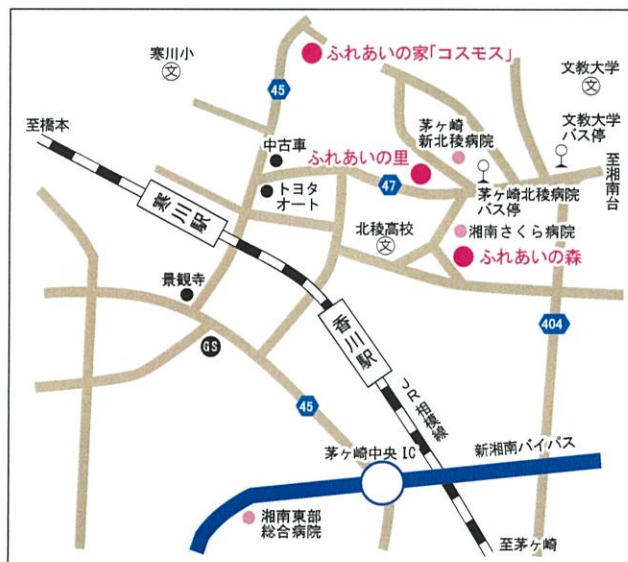 寒川小
文
ふれあいの家「コスモス」
文教大学
文
45
至橋本
茅ヶ崎
新北稜病院
文教大学
バス停
中古車
ふれあいの里
至湘南台
47
トヨタ
オート
茅ヶ崎北稜病院
バス停
寒川駅
北稜高校
文
湘南さくら病院
ふれあいの森
景観寺
404
GS
香川駅
JR相模線
45
茅ヶ崎中央IC
新湘南バイパス
湘南東部
総合病院
至茅ヶ崎